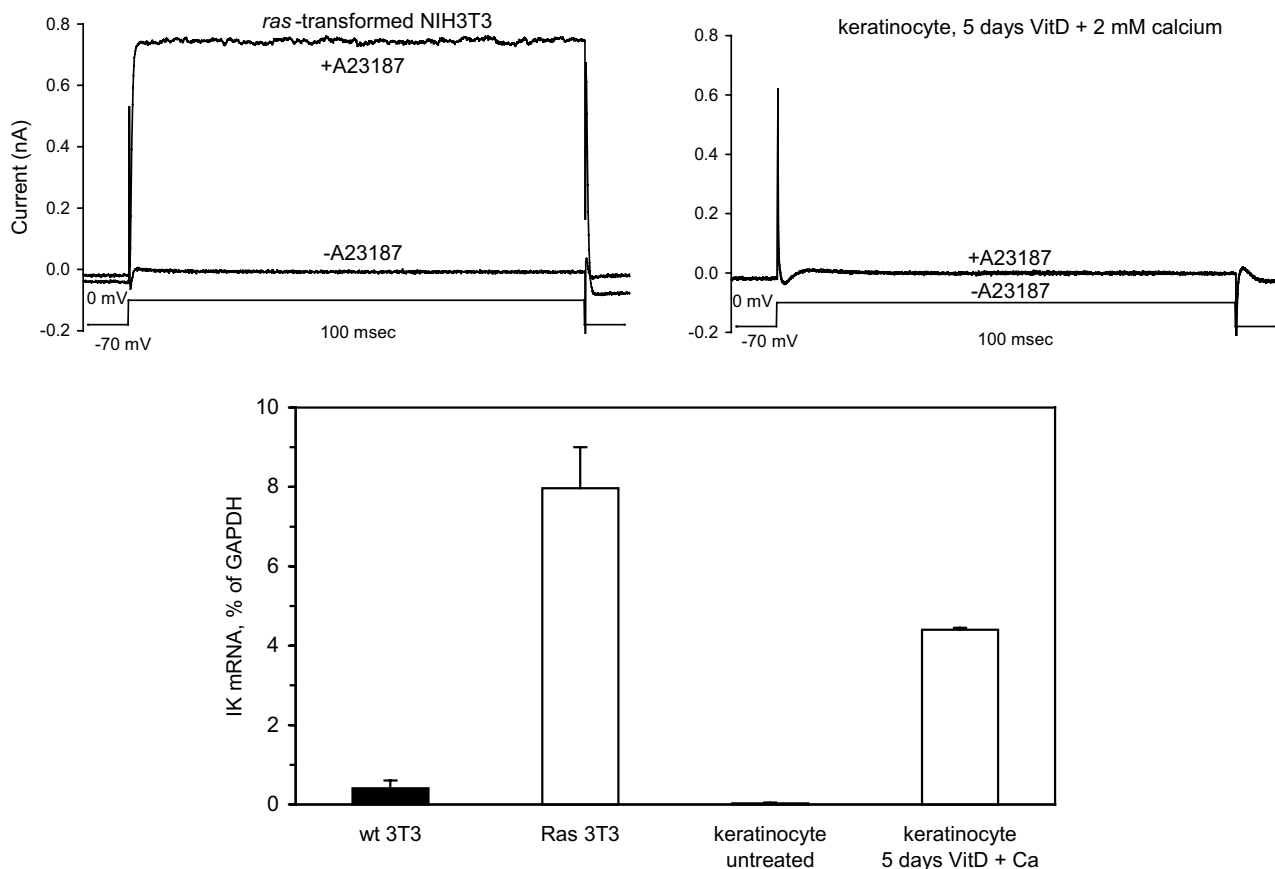 ras-transformed NIH3T3
0.8
0.6
0.4
0.2
0.0
-0.2
Current (nA)
+A23187
-A23187
0 mV
-70 mV
100 msec
keratinocyte, 5 days VitD + 2 mM calcium
0.8
0.6
0.4
0.2
0.0
-0.2
+A23187
-A23187
0 mV
-70 mV
100 msec
10
8
6
4
2
0
IK mRNA, % of GAPDH
wt 3T3
Ras 3T3
keratinocyte
untreated
keratinocyte
5 days VitD + Ca